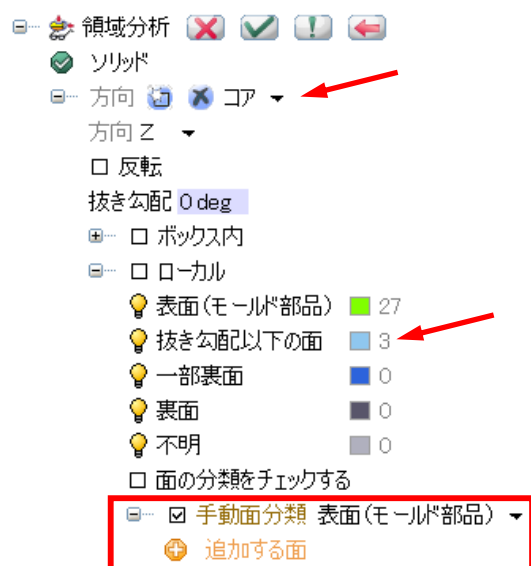 領域分析
ソリッド
方向 コア
方向 Z
反転
抜き勾配 0 deg
ボックス内
ローカル
表面(モールド部品) 27
抜き勾配以下の面 3
一部裏面 0
裏面 0
不明 0
面の分類をチェックする
手動面分類 表面(モールド部品)
追加する面